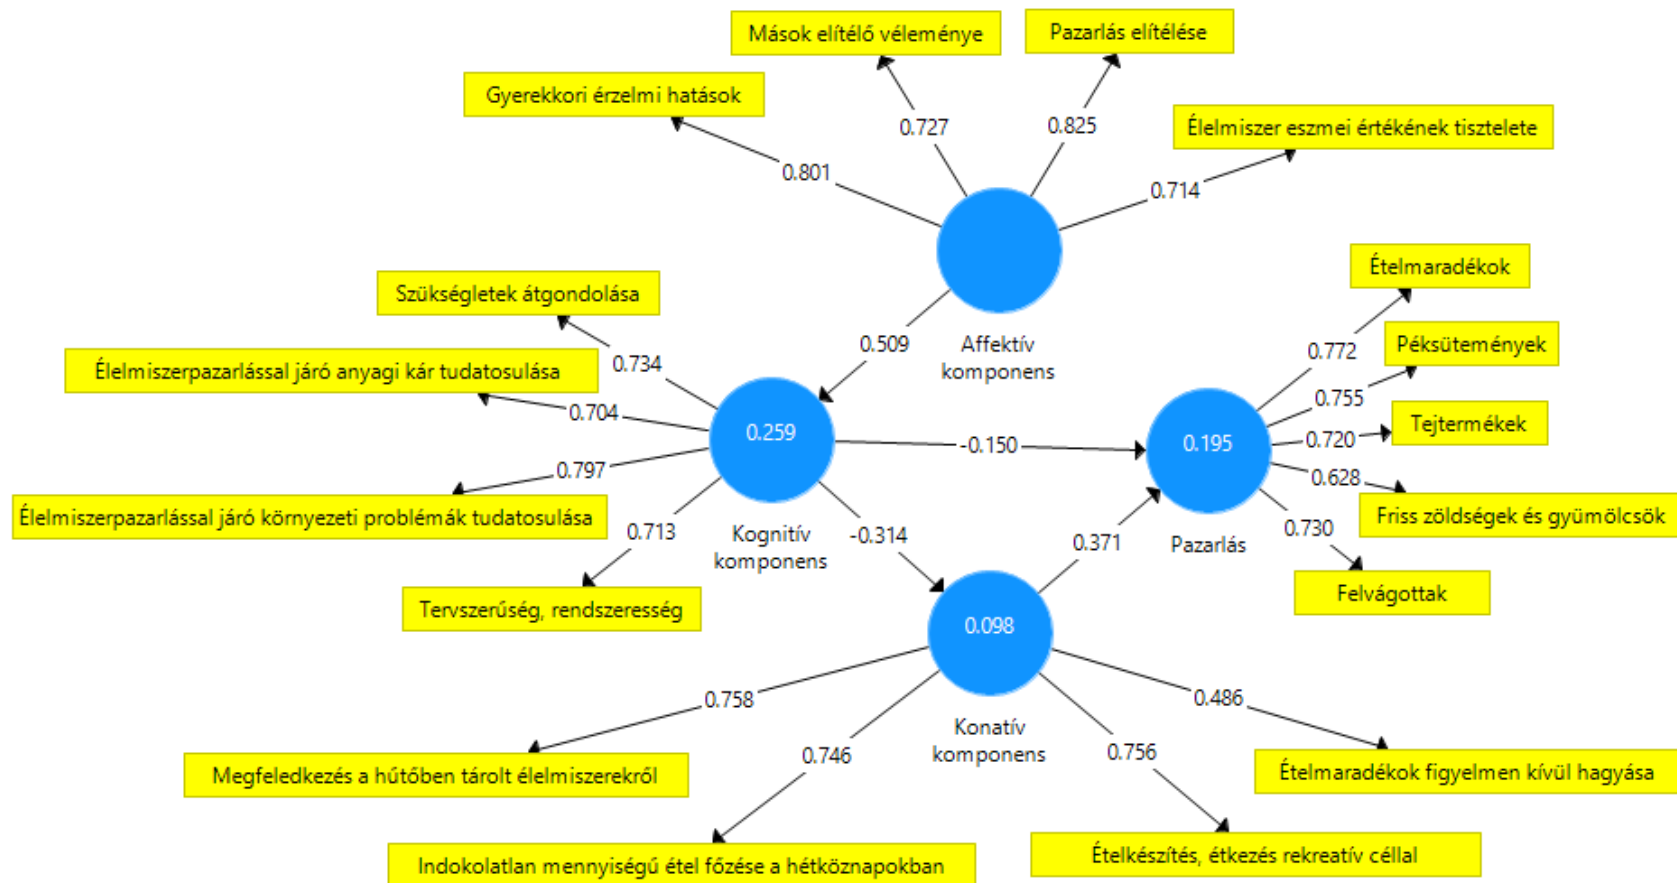 Mások elítélő véleménye
Pazarlás elítélése
Gyerekkori érzelmi hatások
0.727
0.825
Élelmiszer eszmei értékének tisztelete
0.801
0.714
Ételmaradékok
Szükségletek átgondolása
0.509
Affektív
komponens
0.772
Péksütemények
Élelmiszerpazarlással járó anyagi kár tudatosulása
0.734
0.755
0.704
0.259
-0.150
0.195
0.720
Tejtermékek
0.797
0.628
Élelmiszerpazarlással járó környezeti problémák tudatosulása
Friss zöldségek és gyümölcsök
0.713
Kognitív
komponens
-0.314
0.371
Pazarlás
0.730
Tervszerűség, rendszeresség
Felvágottak
0.098
0.758
0.486
Konatív
komponens
0.746
0.756
Megfeledkezés a hűtőben tárolt élelmiszerekről
Ételmaradékok figyelmen kívül hagyása
Indokolatlan mennyiségű étel főzése a hétköznapokban
Ételkészítés, étkezés rekreatív céllal